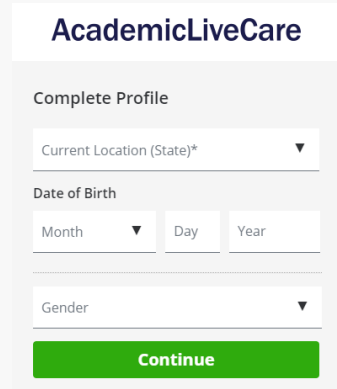 AcademicLiveCare
Complete Profile
Current Location (State)*
Date of Birth
Month Day Year
Gender
Continue